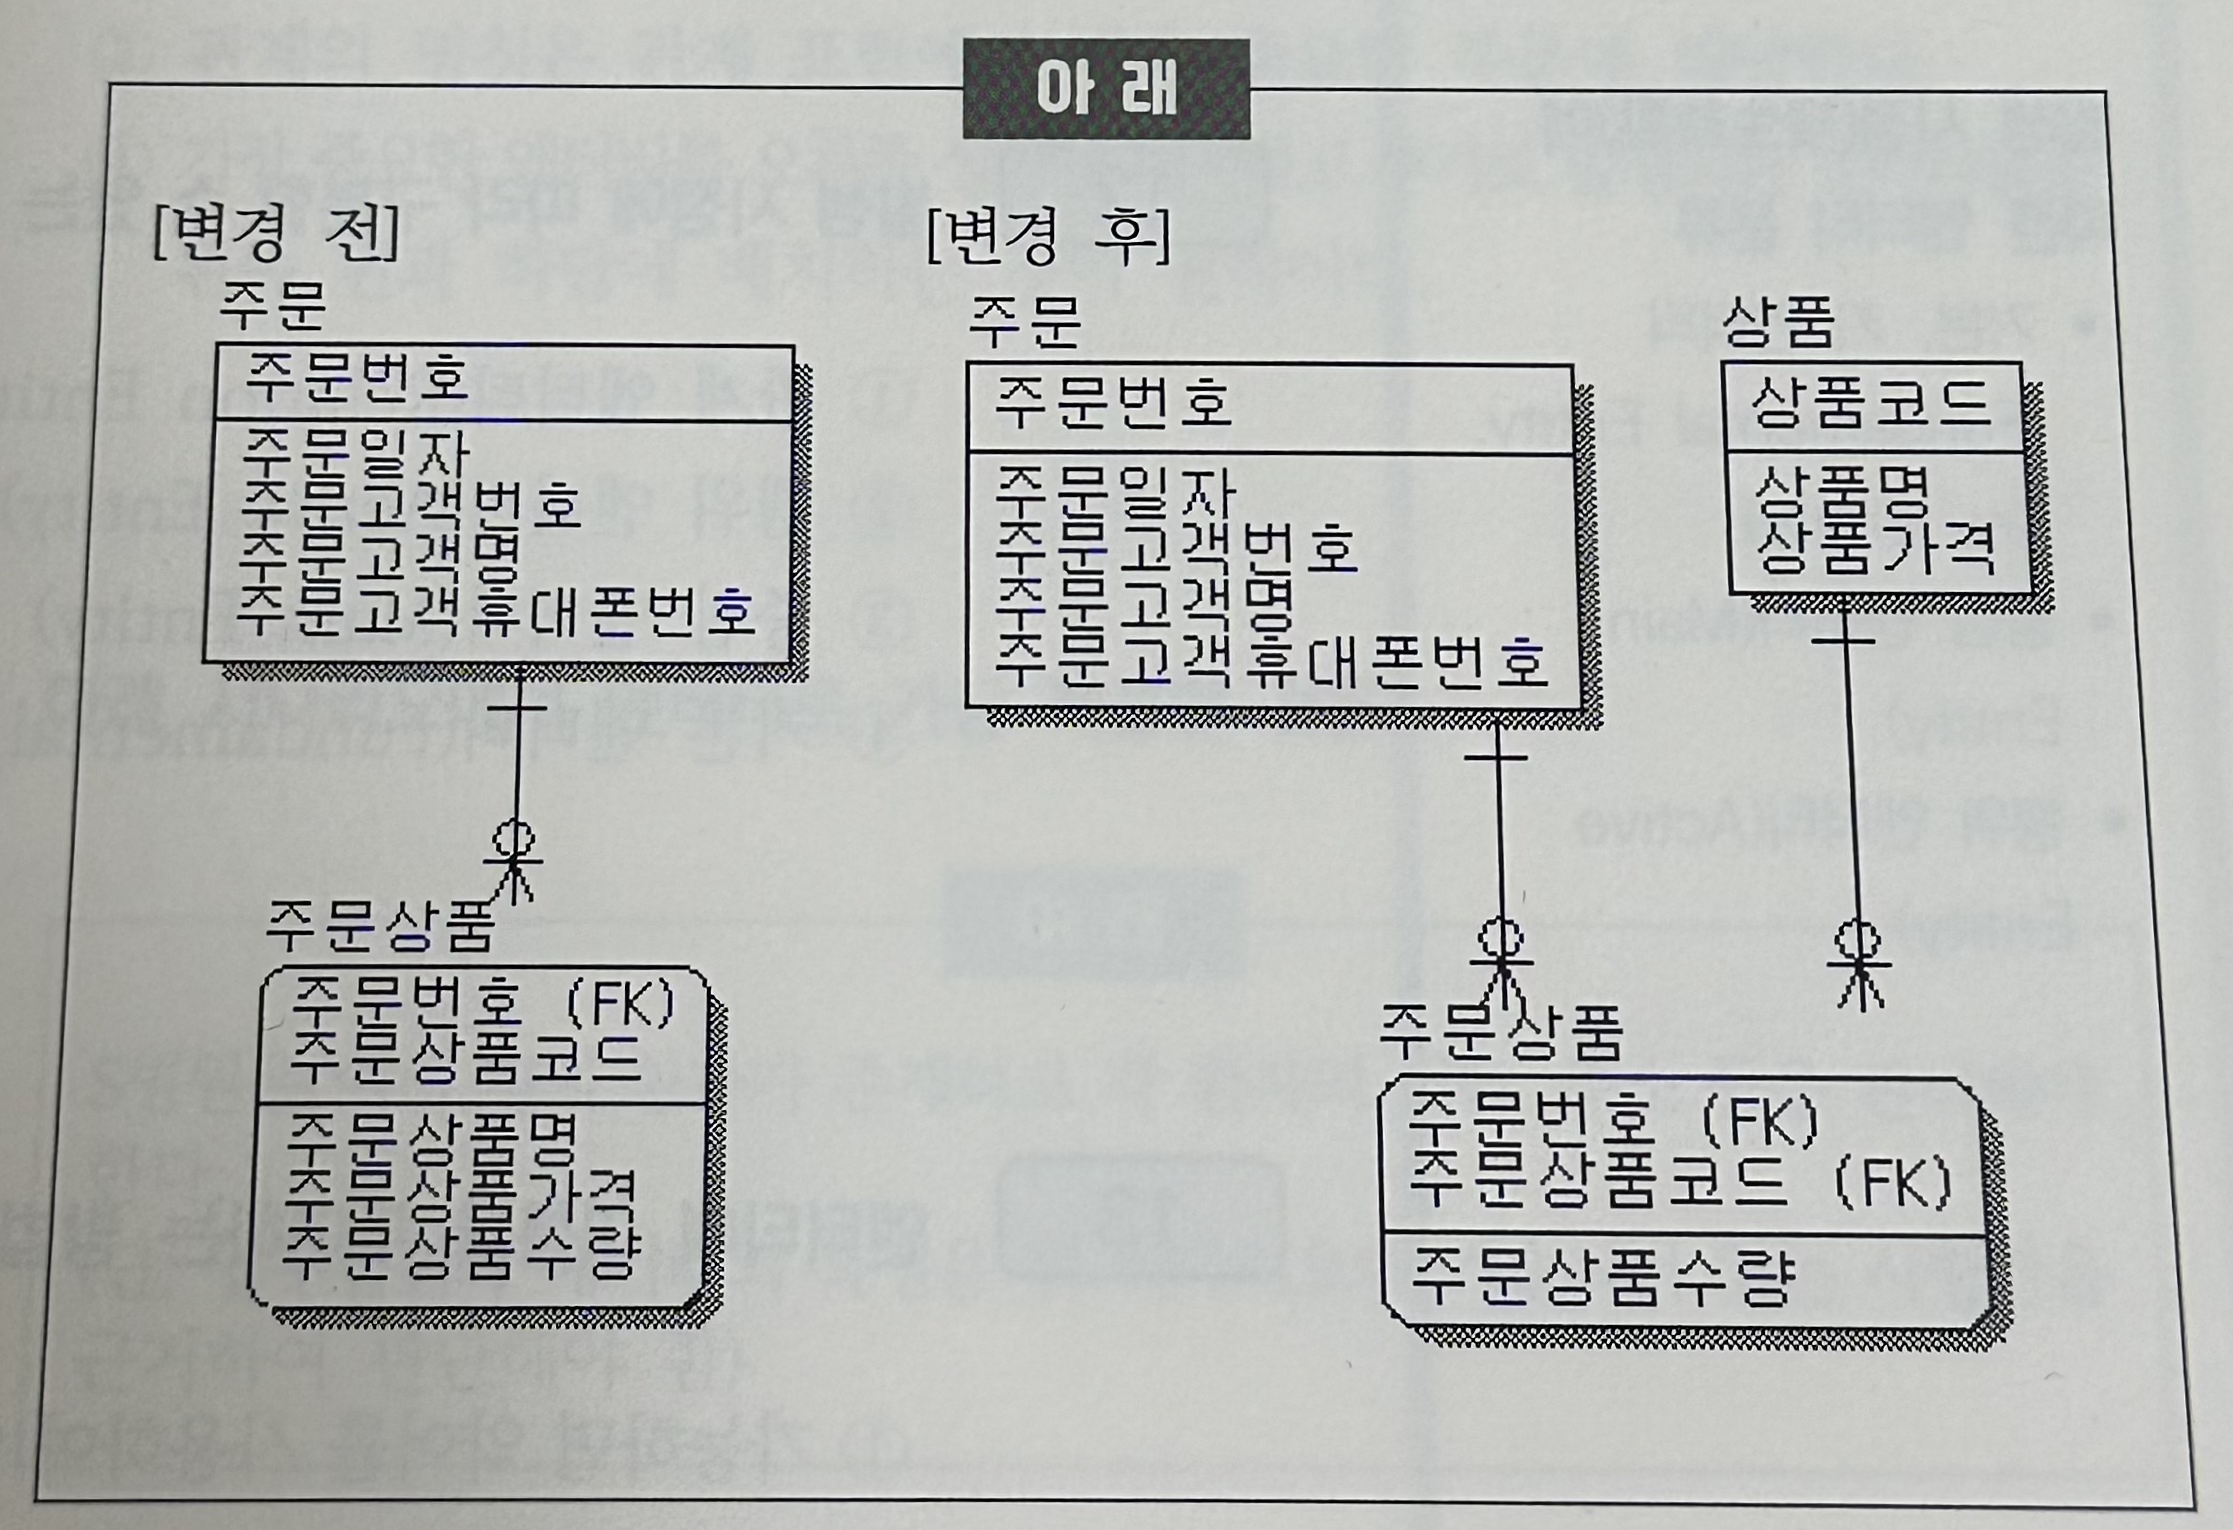 아 래
[변경 전]
주문
주문번호
주문일자
주문고객번호
주문고객명
주문고객휴대폰번호
주문상품
주문번호 (FK)
주문상품코드
주문상품명
주문상품가격
주문상품수량
[변경 후]
주문
주문번호
주문일자
주문고객번호
주문고객명
주문고객휴대폰번호
상품
상품코드
상품명
상품가격
주문상품
주문번호 (FK)
주문상품코드 (FK)
주문상품수량